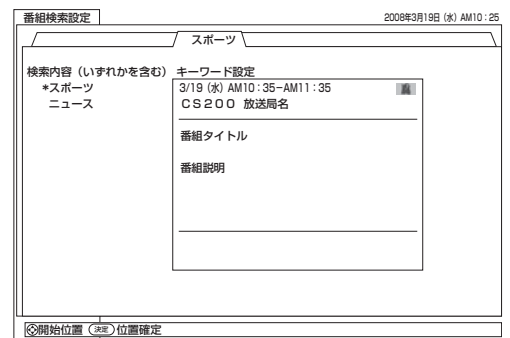 番組検索設定
2008年3月19日 (水) AM10：25
スポーツ
検索内容（いずれかを含む） キーワード設定
*スポーツ
ニュース
3/19 (水) AM10：35-AM11：35
CS200 放送局名
番組タイトル
番組説明
開始位置 決定 位置確定